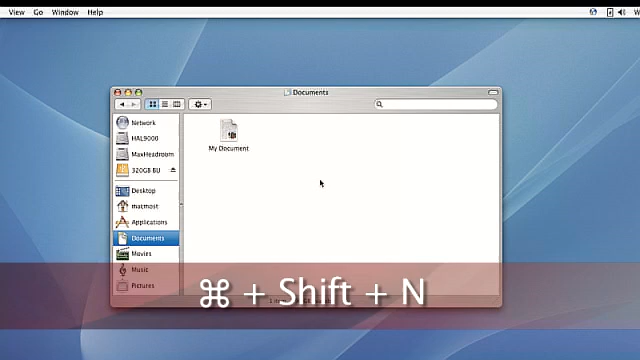 View Go Window Help
Documents
Network
HAL9000
MaxHeadroom
320GB BU
Desktop
macmost
Applications
Documents
Movies
Music
Pictures
My Document
⌘ + Shift + N